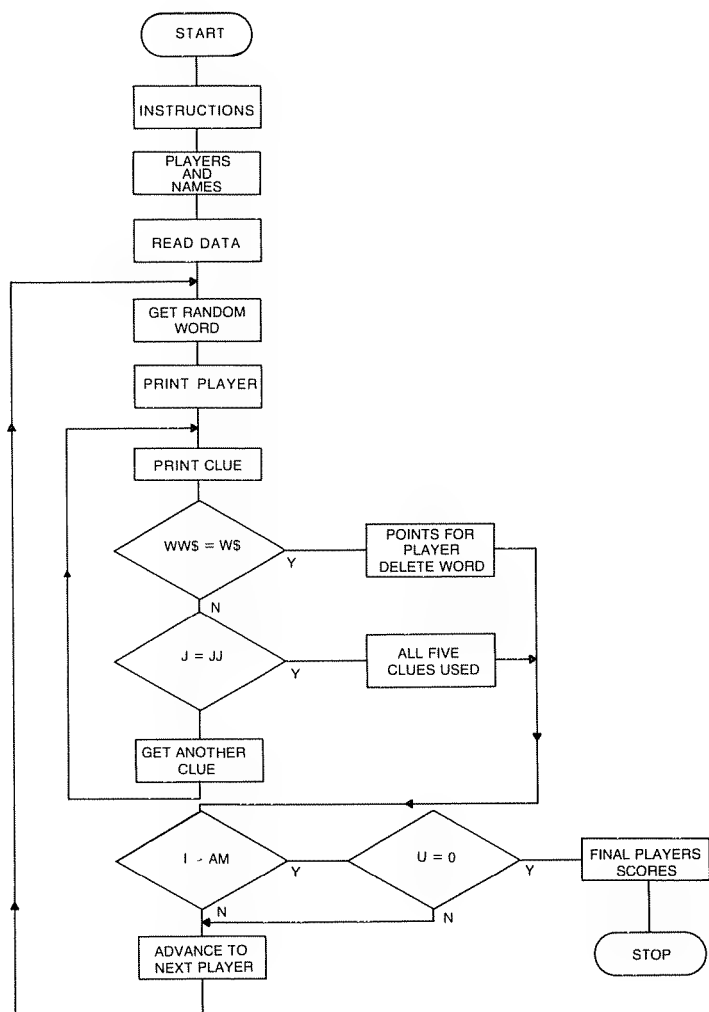 START
INSTRUCTIONS
PLAYERS
AND
NAMES
READ DATA
GET RANDOM
WORD
PRINT PLAYER
PRINT CLUE
WW$ = W$
Y
POINTS FOR
PLAYER
DELETE WORD
N
J = JJ
Y
ALL FIVE
CLUES USED
GET ANOTHER
CLUE
I - AM
Y
U = 0
Y
FINAL PLAYERS
SCORES
N
N
ADVANCE TO
NEXT PLAYER
STOP